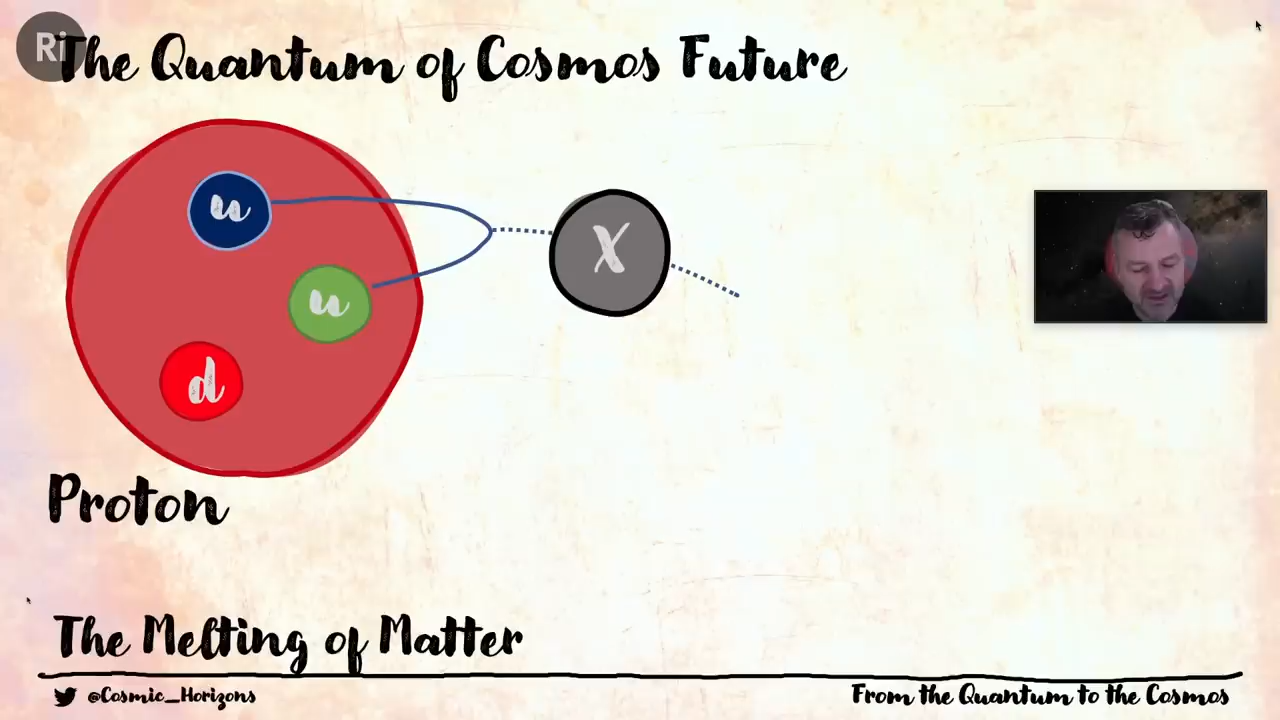 Ri
The Quantum of Cosmos Future
u
X
u
d
Proton
The Melting of Matter
@Cosmic_Horizons
From the Quantum to the Cosmos